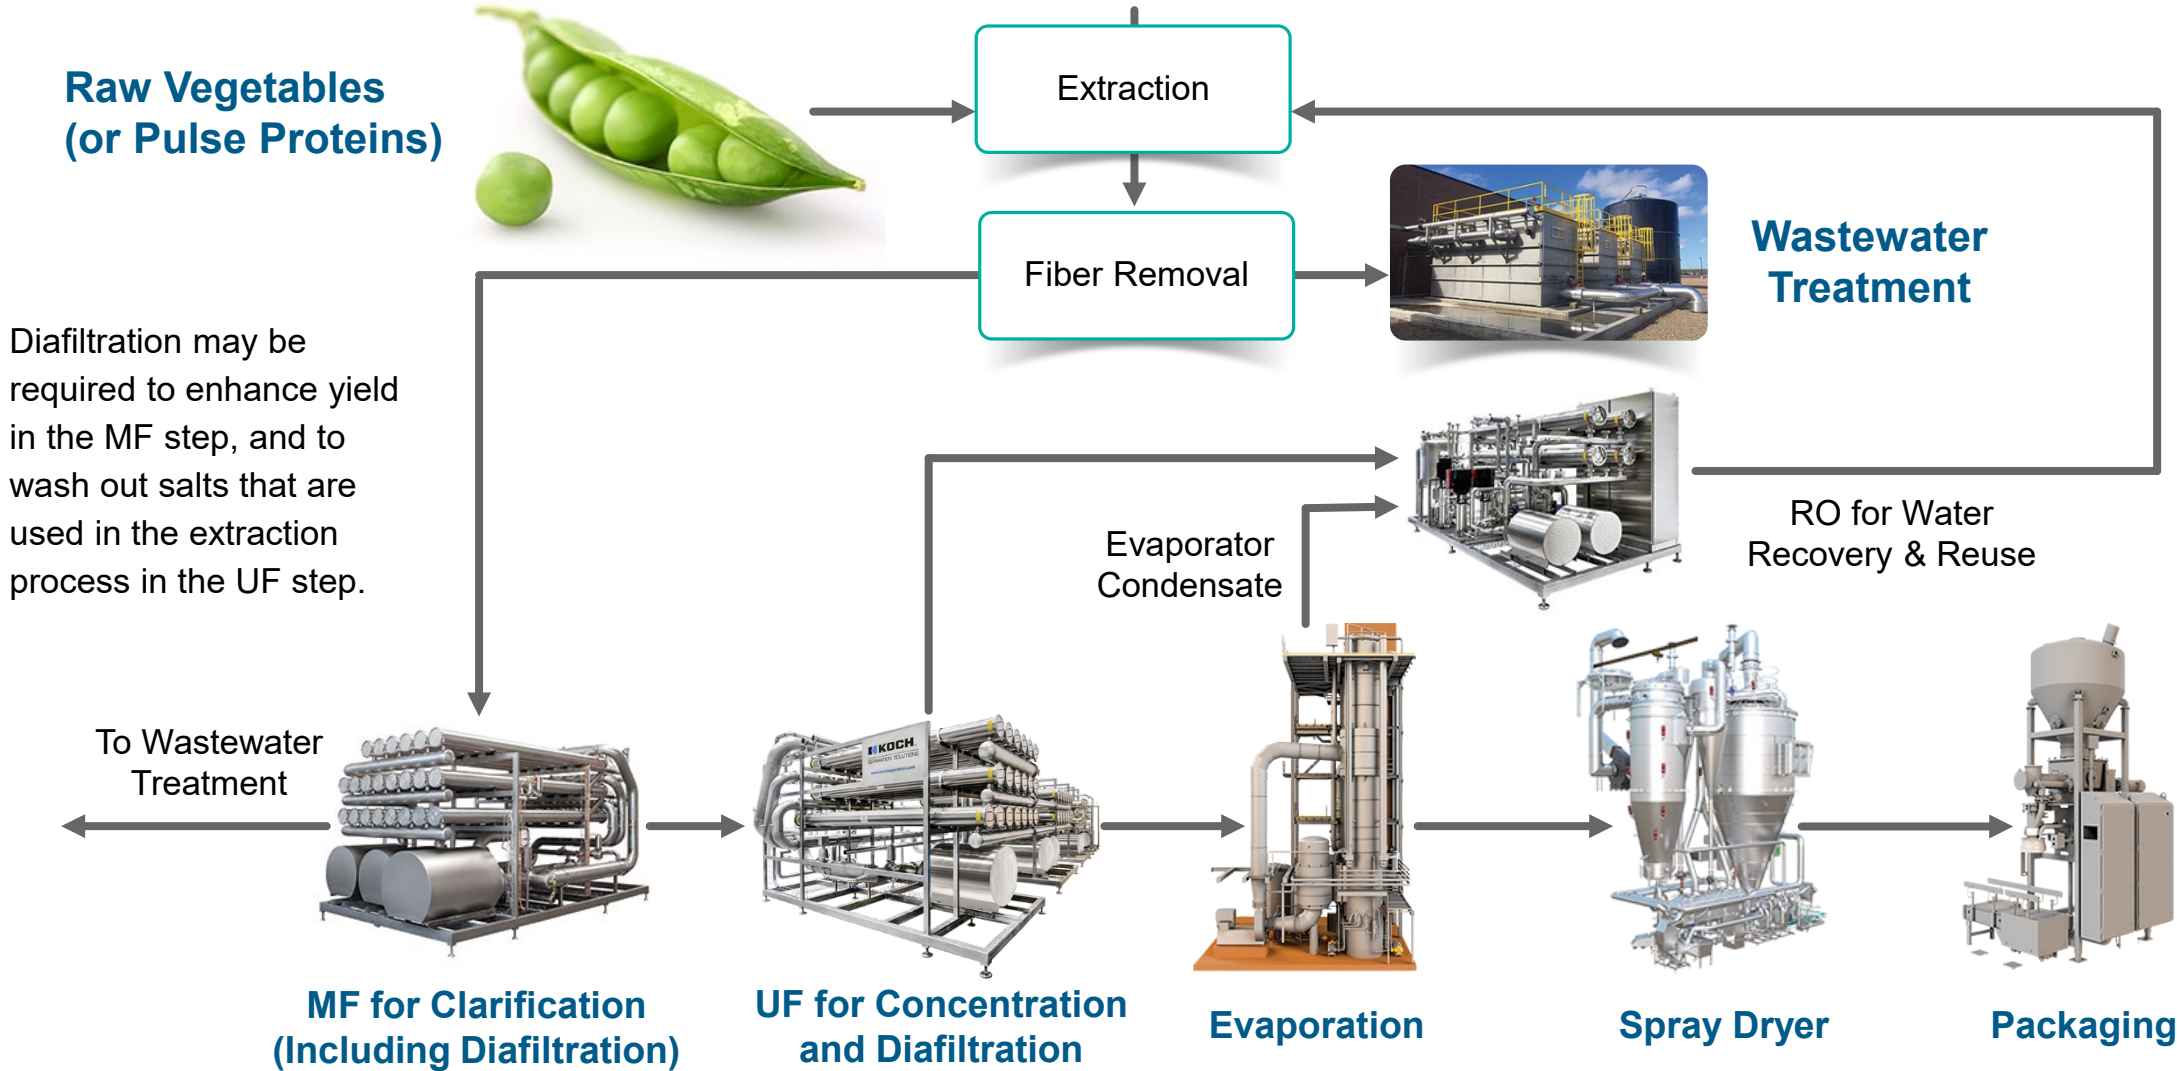 Raw Vegetables
(or Pulse Proteins)
Extraction
Fiber Removal
Wastewater
Treatment
Diafiltration may be
required to enhance yield
in the MF step, and to
wash out salts that are
used in the extraction
process in the UF step.
Evaporator
Condensate
RO for Water
Recovery & Reuse
To Wastewater
Treatment
KOCH
SEPARATION SOLUTIONS
MF for Clarification
(Including Diafiltration)
UF for Concentration
and Diafiltration
Evaporation
Spray Dryer
Packaging